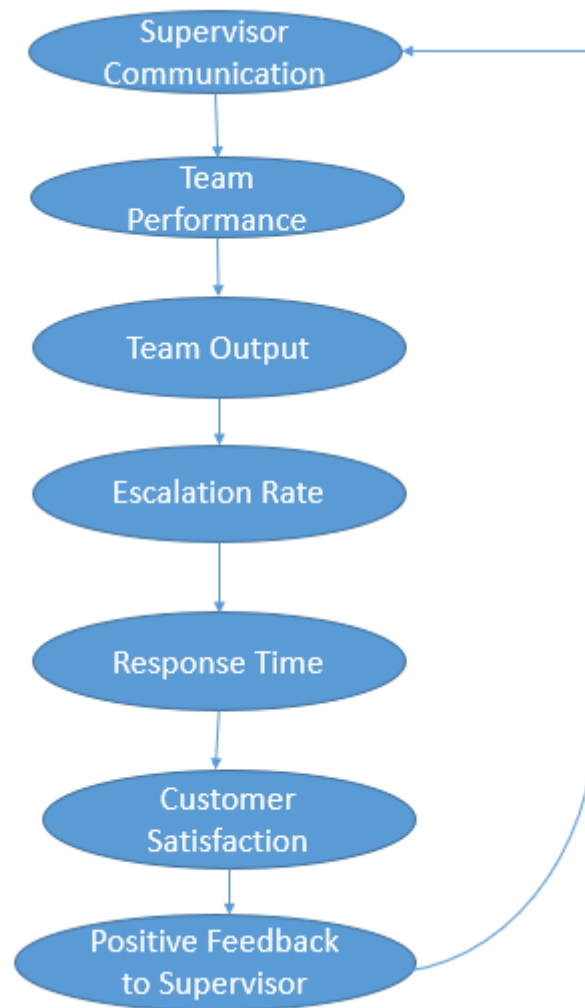 Supervisor
Communication
Team
Performance
Team Output
Escalation Rate
Response Time
Customer
Satisfaction
Positive Feedback
to Supervisor